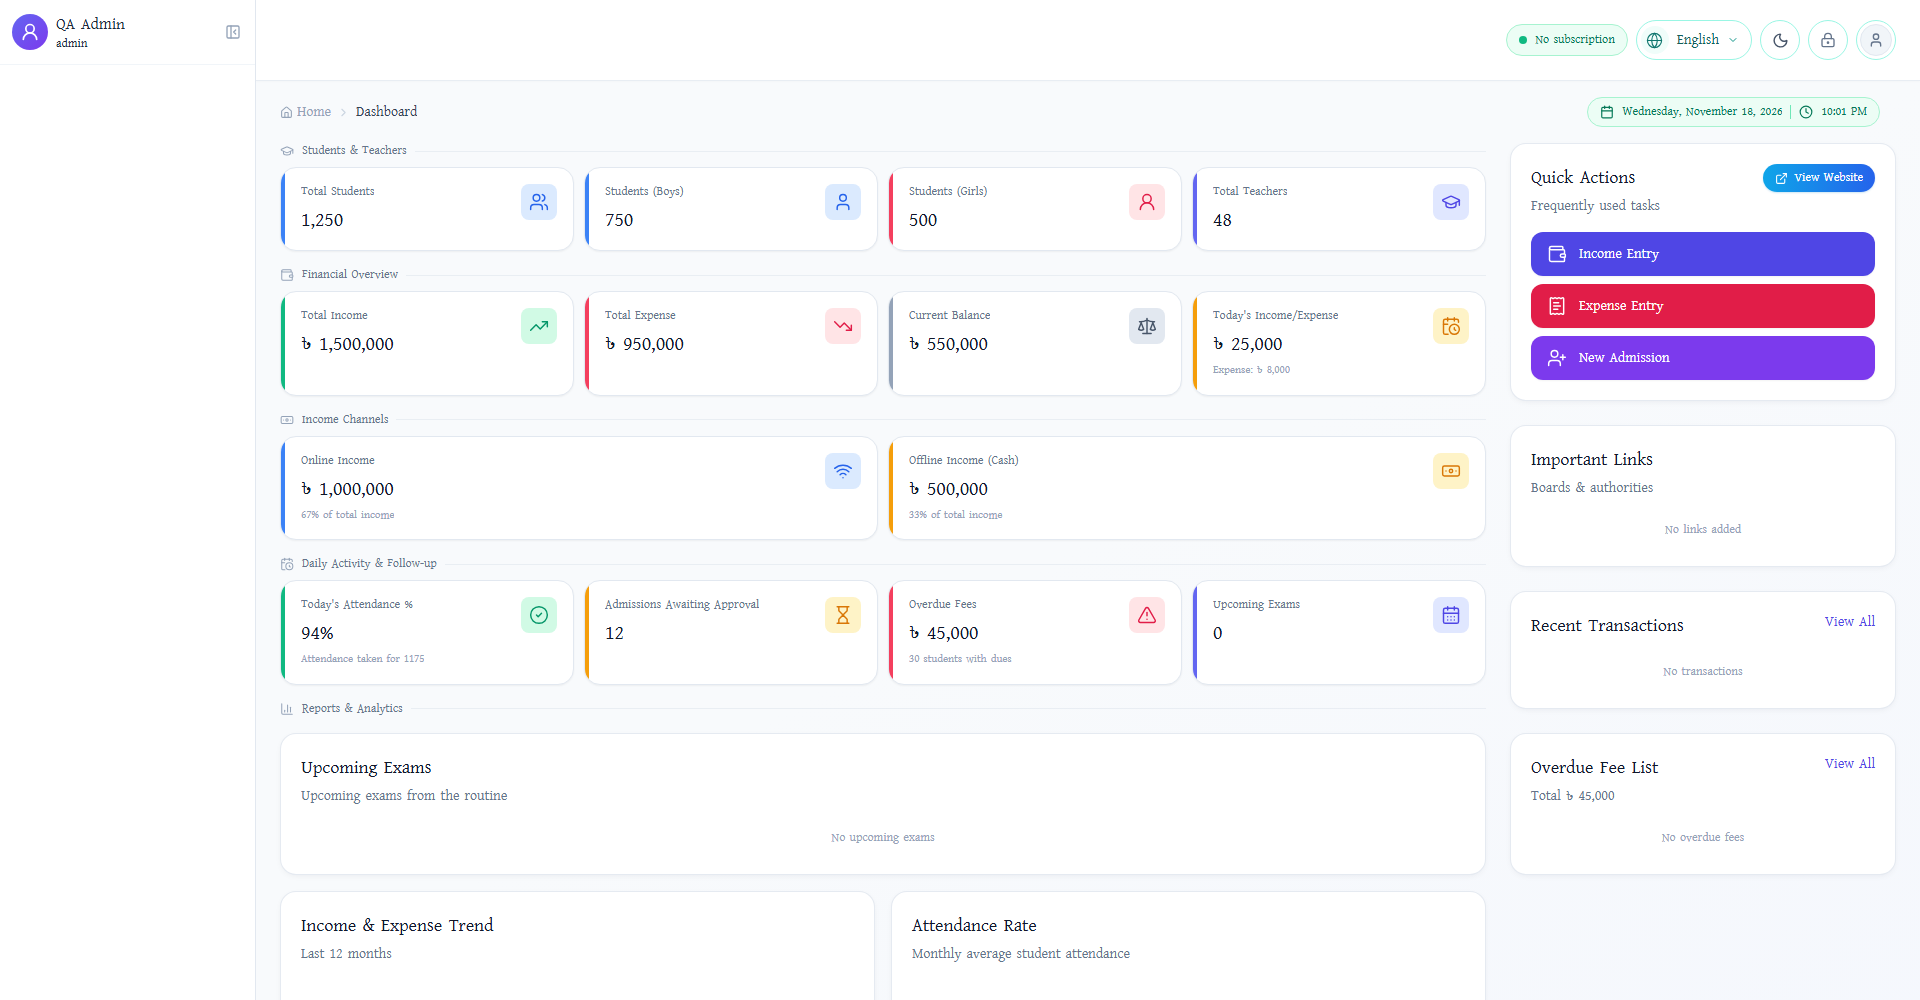 QA Admin
admin
No subscription
English
Home
Dashboard
Wednesday, November 18, 2026
10:01 PM
Students & Teachers
Total Students
1,250
Students (Boys)
750
Students (Girls)
500
Total Teachers
48
Financial Overview
Total Income
৳ 1,500,000
Total Expense
৳ 950,000
Current Balance
৳ 550,000
Today's Income/Expense
৳ 25,000
Expense: ৳ 8,000
Income Channels
Online Income
৳ 1,000,000
67% of total income
Offline Income (Cash)
৳ 500,000
33% of total income
Daily Activity & Follow-up
Today's Attendance %
94%
Attendance taken for 1175
Admissions Awaiting Approval
12
Overdue Fees
৳ 45,000
30 students with dues
Upcoming Exams
0
Reports & Analytics
Upcoming Exams
Upcoming exams from the routine
No upcoming exams
Income & Expense Trend
Last 12 months
Attendance Rate
Monthly average student attendance
Quick Actions
View Website
Frequently used tasks
Income Entry
Expense Entry
New Admission
Important Links
Boards & authorities
No links added
Recent Transactions
View All
No transactions
Overdue Fee List
View All
Total ৳ 45,000
No overdue fees